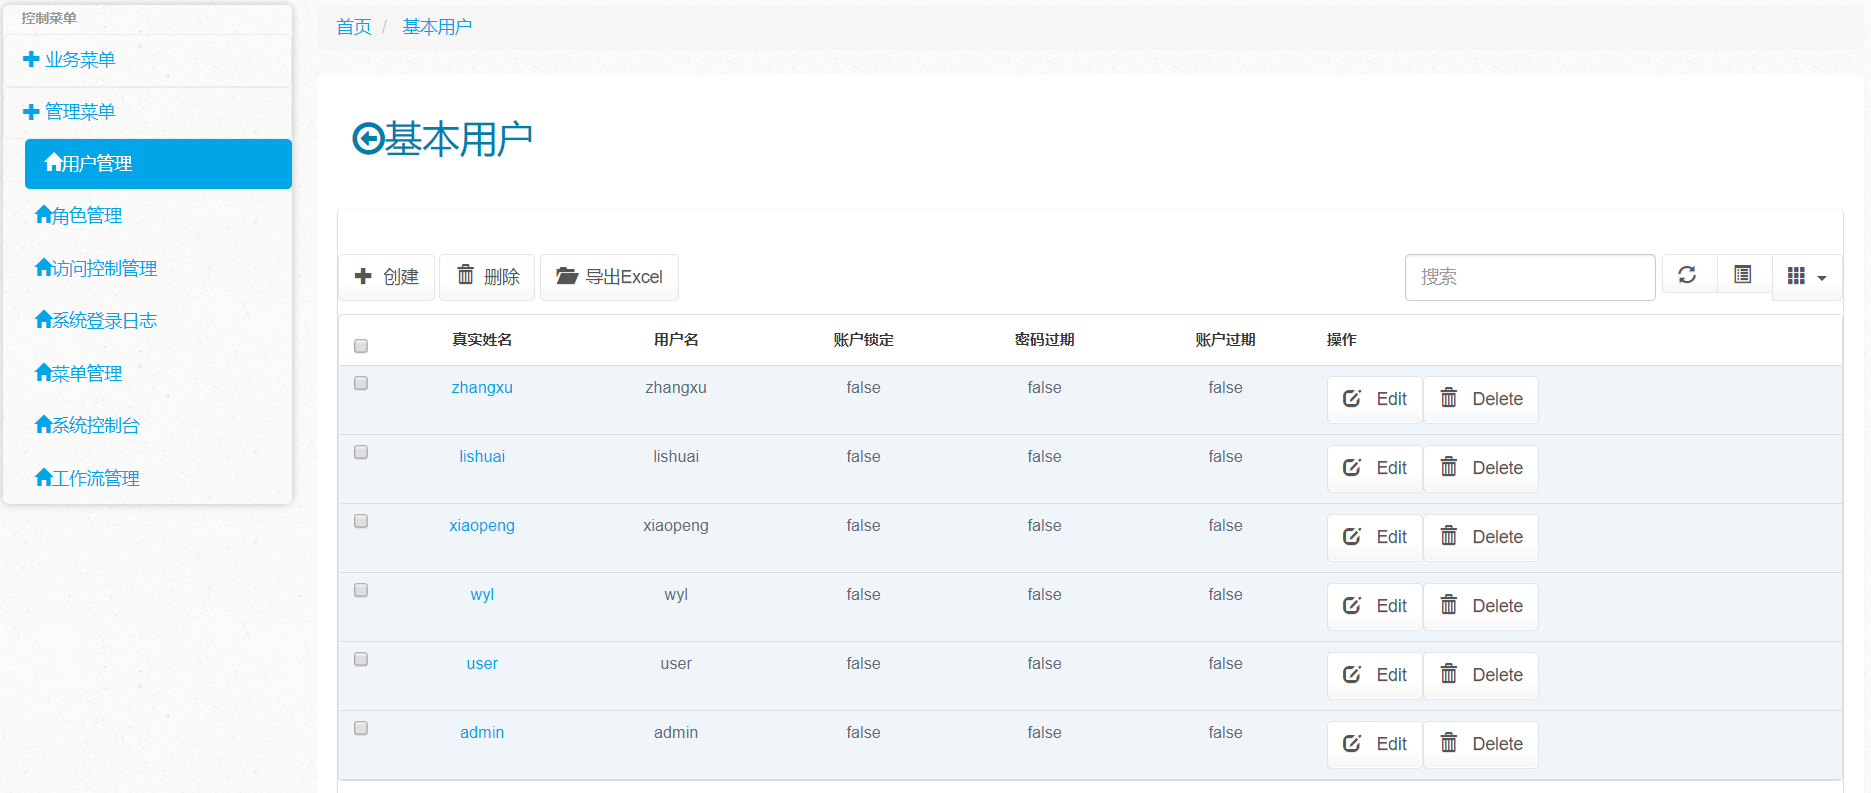 控制菜单
业务菜单
管理菜单
用户管理
角色管理
访问控制管理
系统登录日志
菜单管理
系统控制台
工作流管理
首页 / 基本用户
基本用户
创建 删除 导出Excel 搜索
真实姓名 用户名 账户锁定 密码过期 账户过期 操作
zhangxu zhangxu false false false Edit Delete
lishuai lishuai false false false Edit Delete
xiaopeng xiaopeng false false false Edit Delete
wyl wyl false false false Edit Delete
user user false false false Edit Delete
admin admin false false false Edit Delete